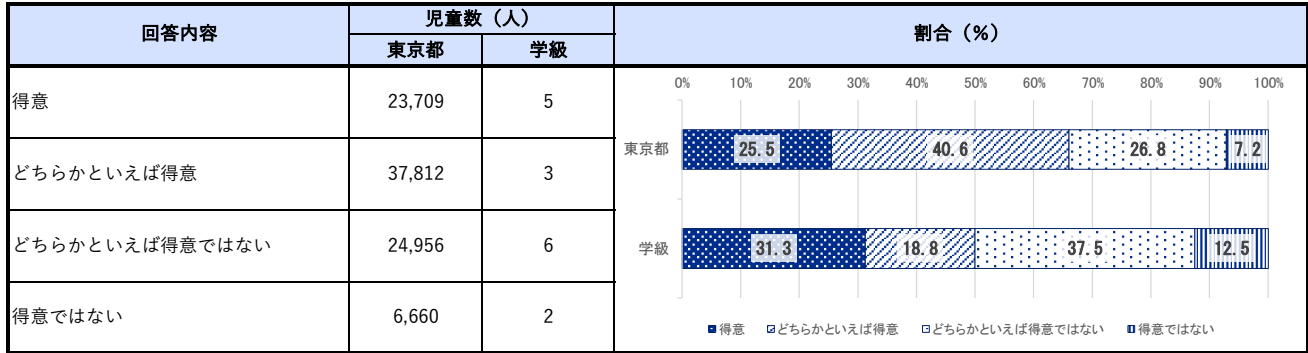 回答内容 児童数（人） 割合（％）
東京都 学級
得意 23,709 5
どちらかといえば得意 37,812 3
どちらかといえば得意ではない 24,956 6
得意ではない 6,660 2
0% 10% 20% 30% 40% 50% 60% 70% 80% 90% 100%
東京都 25.5 40.6 26.8 7.2
学級 31.3 18.8 37.5 12.5
得意 どちらかといえば得意 どちらかといえば得意ではない 得意ではない